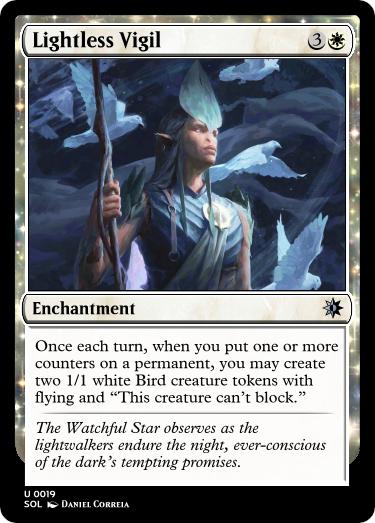 Lightless Vigil 3
Enchantment
Once each turn, when you put one or more
counters on a permanent, you may create
two 1/1 white Bird creature tokens with
flying and “This creature can’t block.”
The Watchful Star observes as the
lightwalkers endure the night, ever-conscious
of the dark’s tempting promises.
U 0019
SOL Daniel Correia